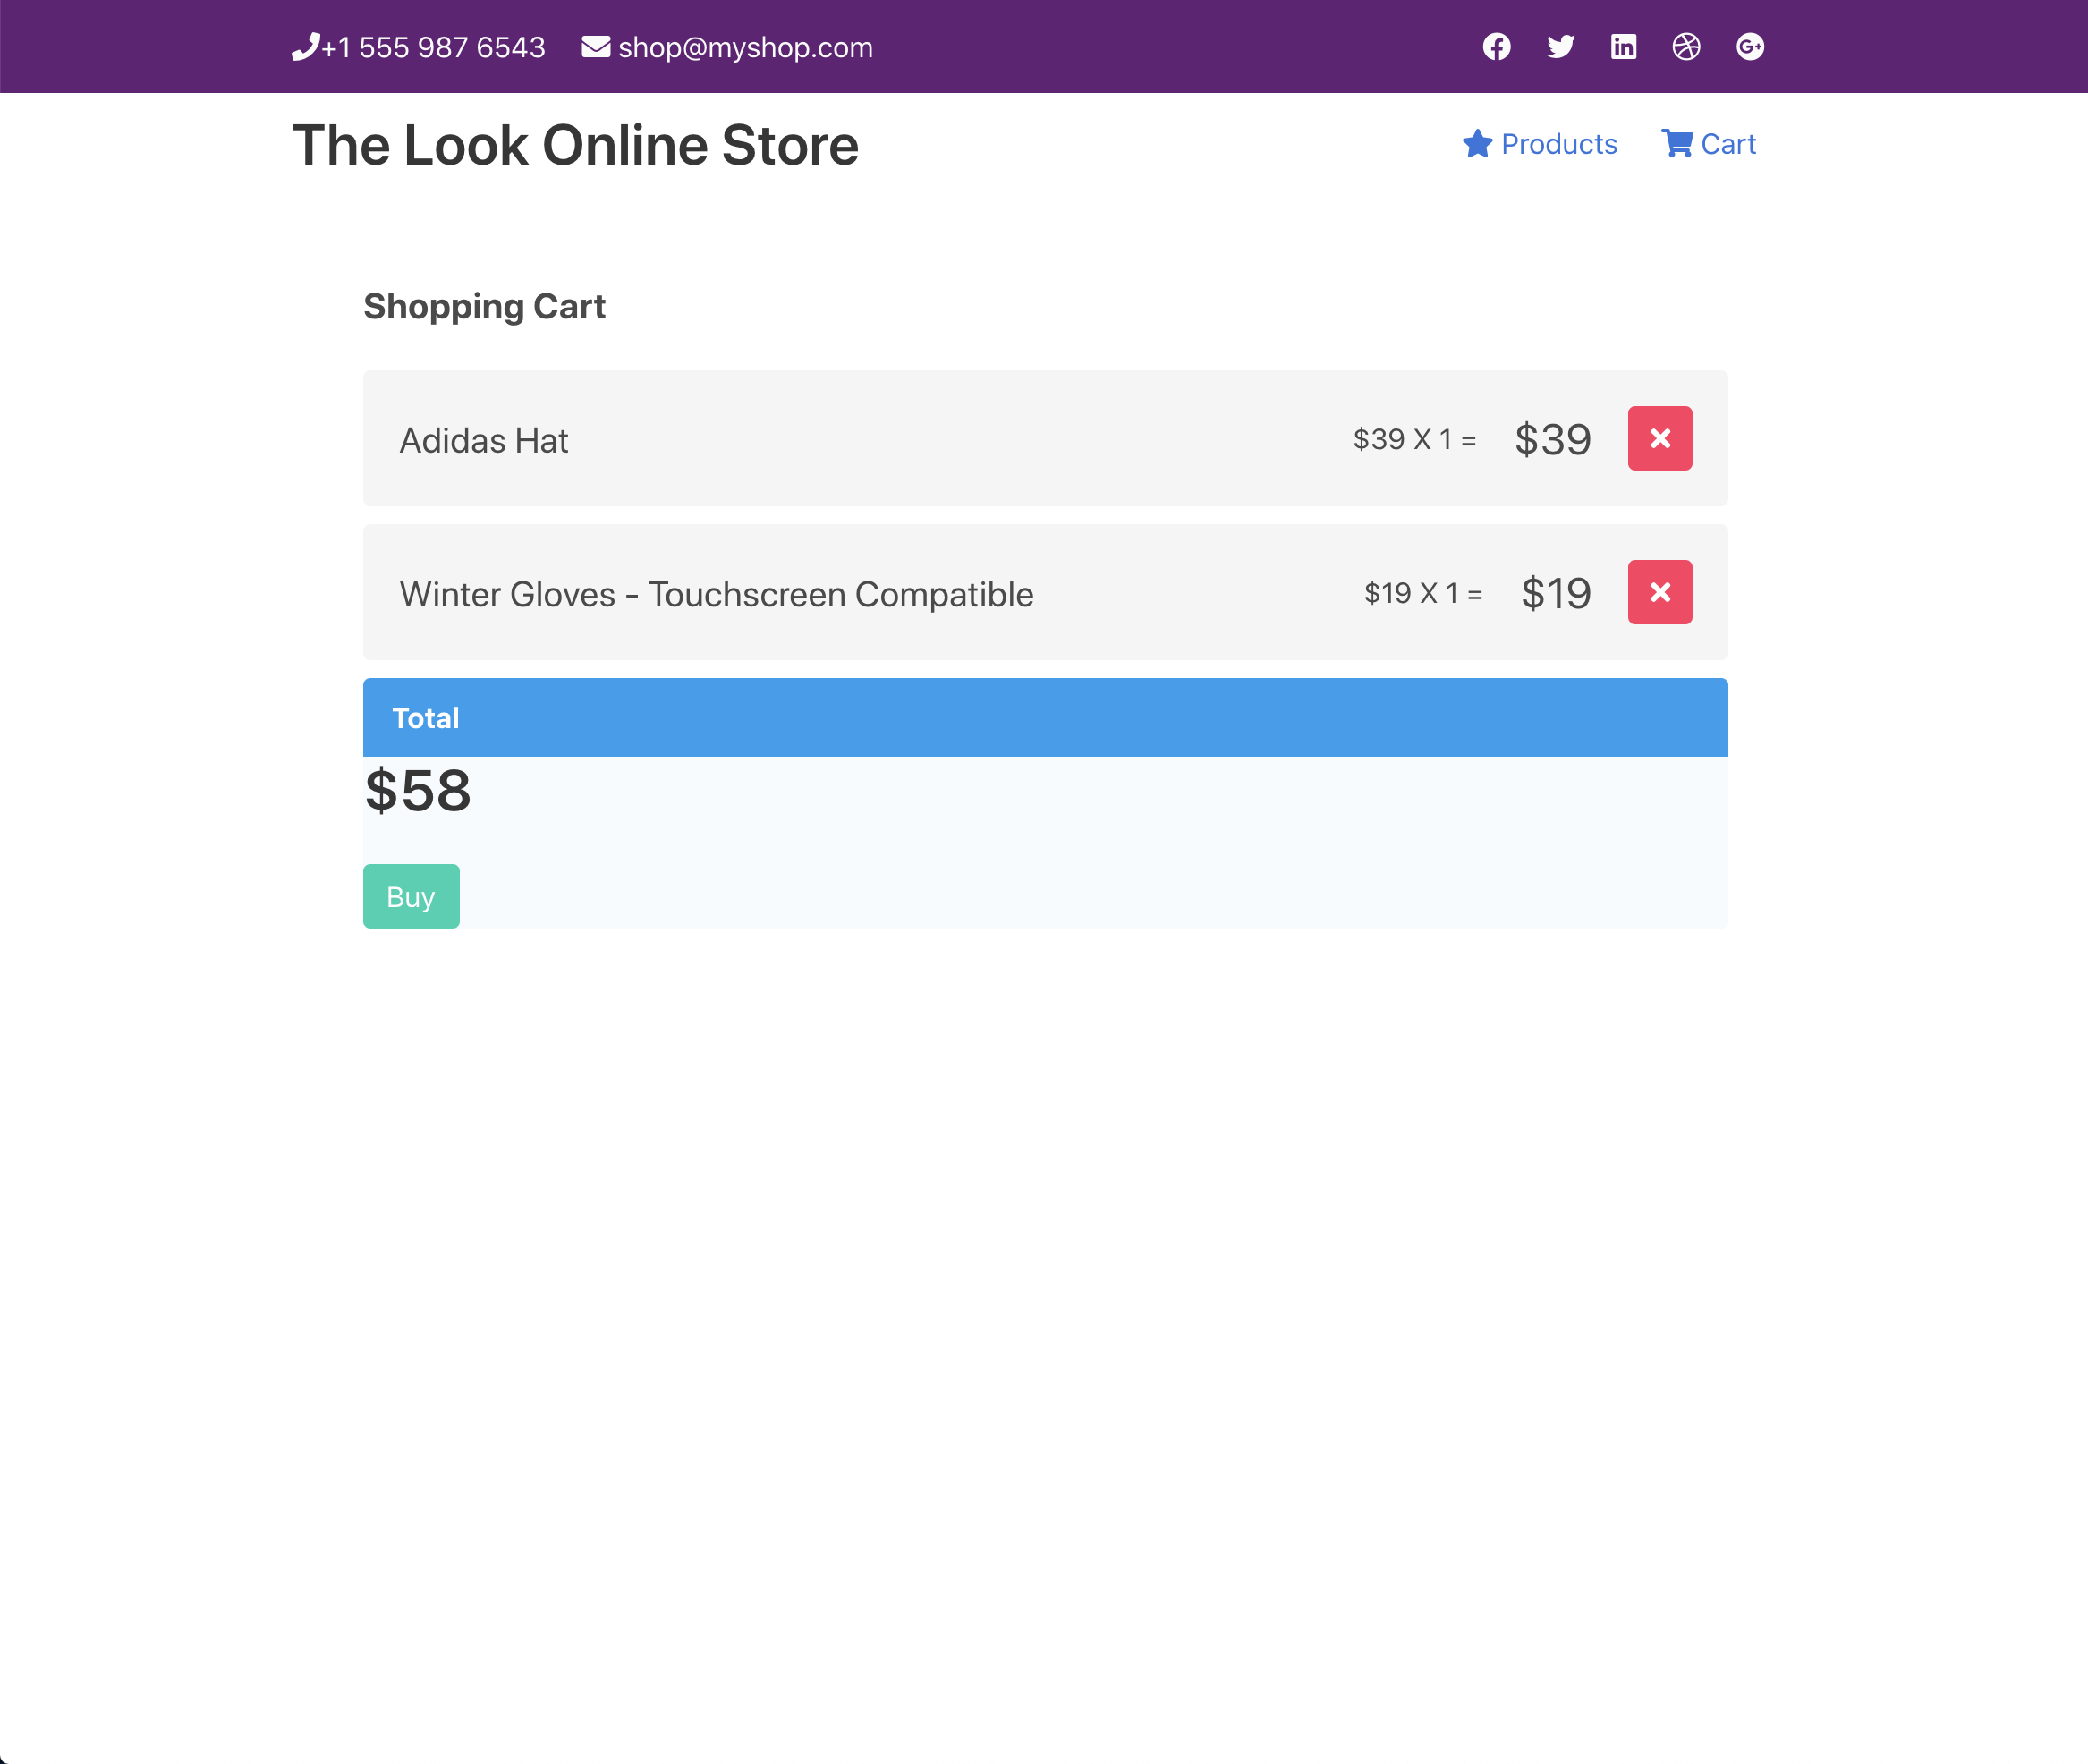 +1 555 987 6543 shop@myshop.com
The Look Online Store Products Cart
Shopping Cart
Adidas Hat $39 X 1 = $39
Winter Gloves - Touchscreen Compatible $19 X 1 = $19
Total
$58
Buy